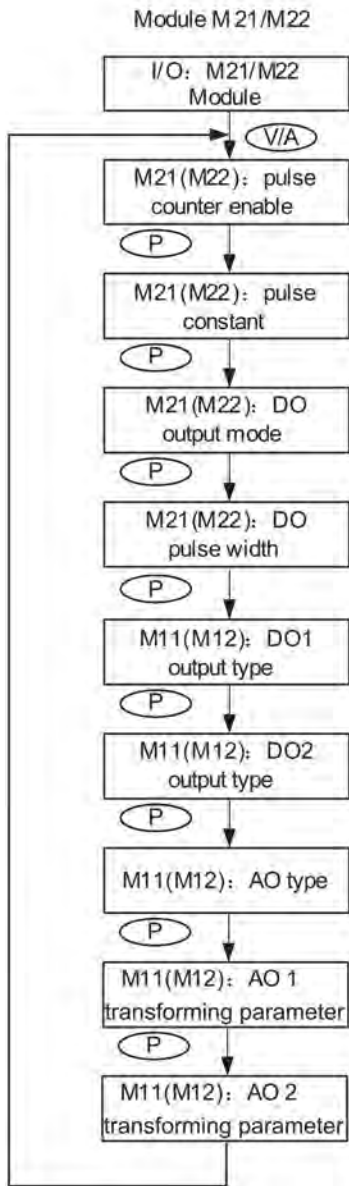 Module M21/M22
I/O: M21/M22
Module
V/A
M21(M22): pulse
counter enable
P
M21(M22): pulse
constant
P
M21(M22): DO
output mode
P
M21(M22): DO
pulse width
P
M11(M12): DO1
output type
P
M11(M12): DO2
output type
P
M11(M12): AO type
P
M11(M12): AO 1
transforming parameter
P
M11(M12): AO 2
transforming parameter